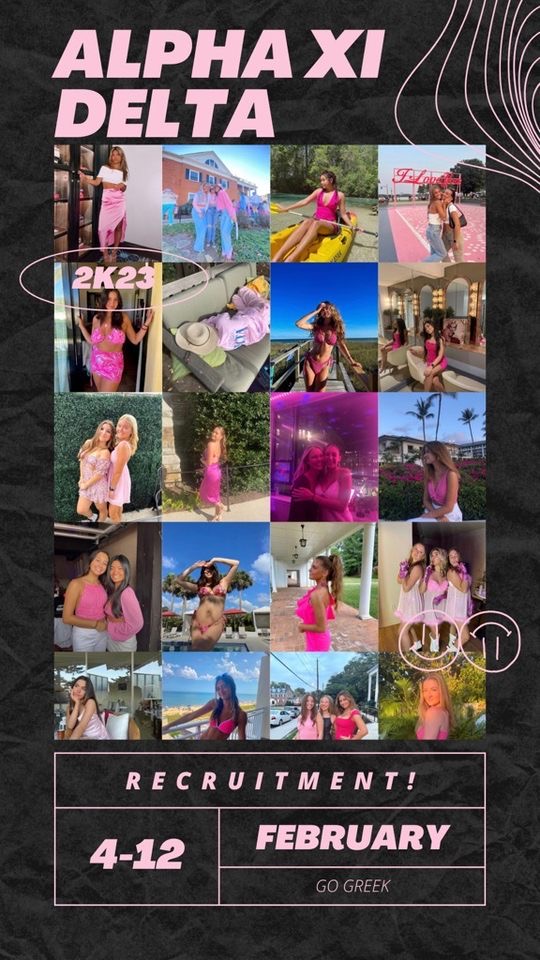 ALPHA XI
DELTA
2K23
RECRUITMENT!
4-12
FEBRUARY
GO GREEK